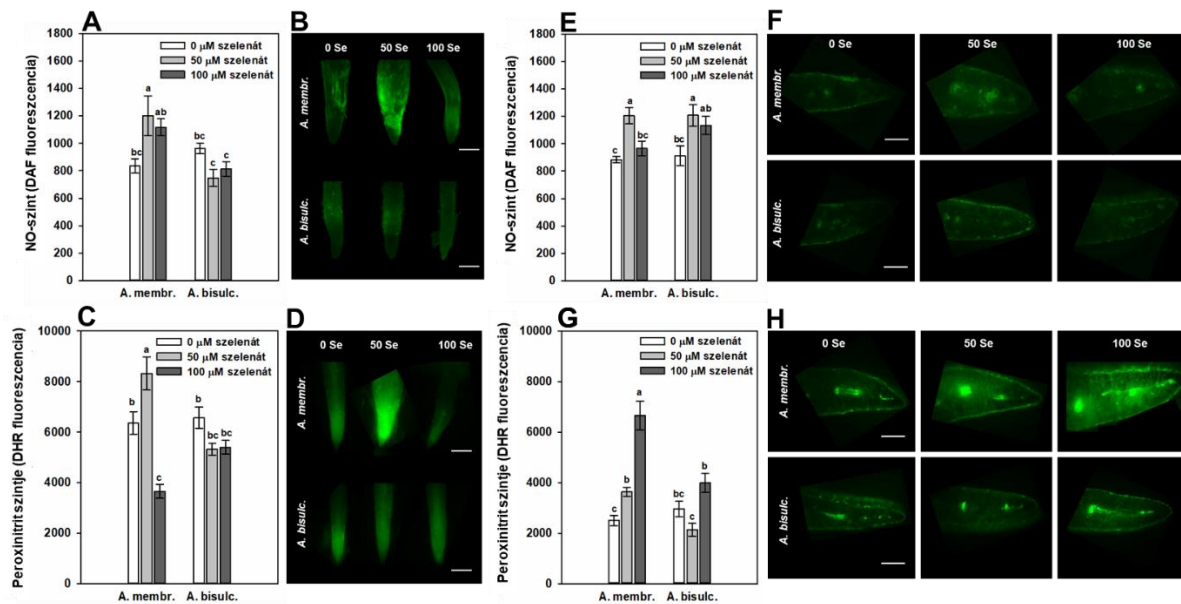 A
1800
1600
1400
1200
1000
800
600
400
200
0
NO-szint (DAF fluoreszcencia)
0 µM szelenát
50 µM szelenát
100 µM szelenát
bc
a
ab
bc
c
c
A. membr. A. bisulc.
B
0 Se 50 Se 100 Se
A. membr.
A. bisulc.
E
1800
1600
1400
1200
1000
800
600
400
200
0
NO-szint (DAF fluoreszcencia)
0 µM szelenát
50 µM szelenát
100 µM szelenát
c
a
bc
bc
a
ab
A. membr. A. bisulc.
F
0 Se 50 Se 100 Se
A. membr.
A. bisulc.
C
10000
8000
6000
4000
2000
0
Peroxinitrit szintje (DHR fluoreszcencia)
0 µM szelenát
50 µM szelenát
100 µM szelenát
b
a
c
b
bc
bc
A. membr. A. bisulc.
D
0 Se 50 Se 100 Se
A. membr.
A. bisulc.
G
10000
8000
6000
4000
2000
0
Peroxinitrit szintje (DHR fluoreszcencia)
0 µM szelenát
50 µM szelenát
100 µM szelenát
c
b
a
bc
c
b
A. membr. A. bisulc.
H
0 Se 50 Se 100 Se
A. membr.
A. bisulc.